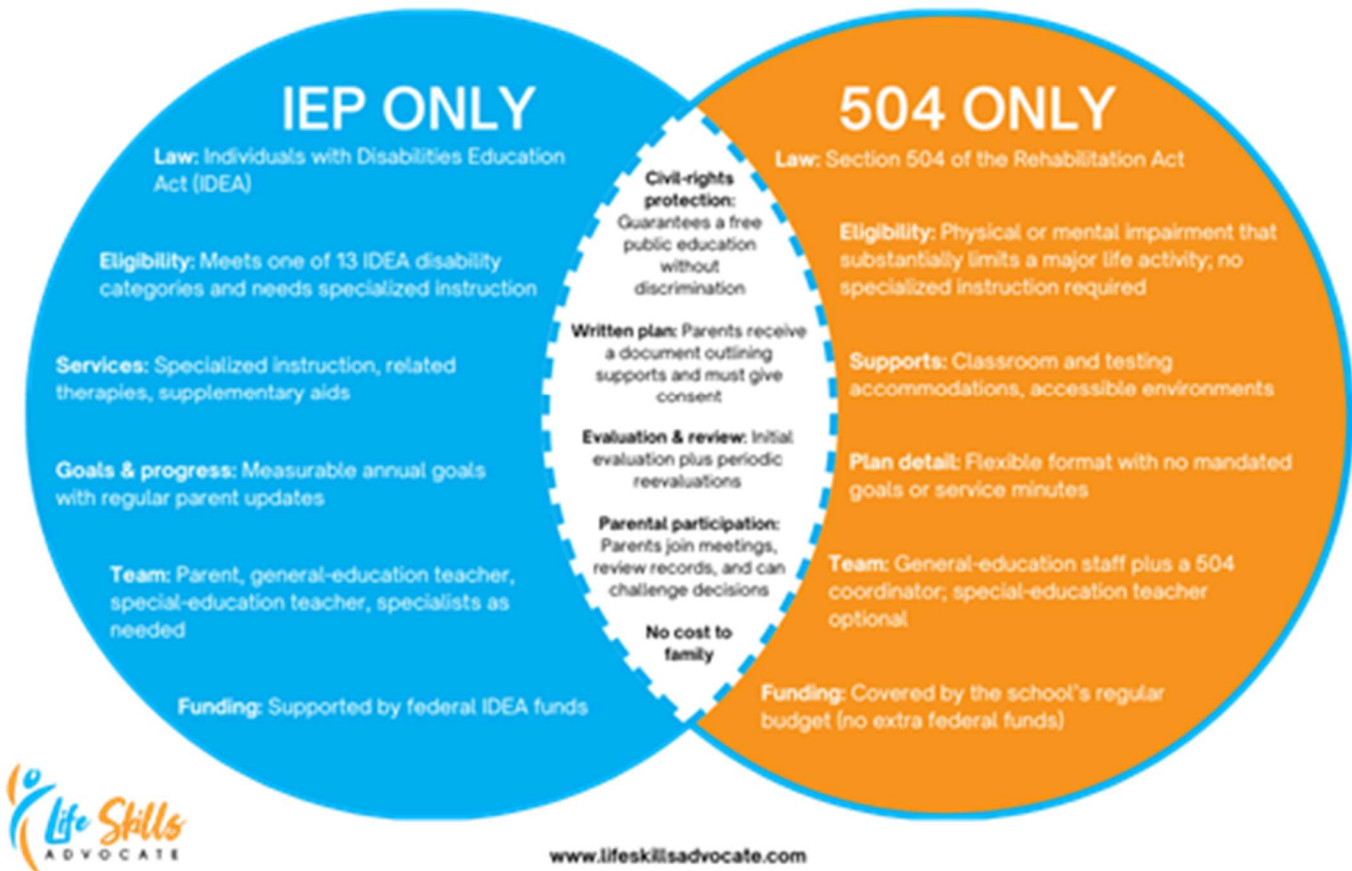 IEP ONLY
Law: Individuals with Disabilities Education
Act (IDEA)
Eligibility: Meets one of 13 IDEA disability
categories and needs specialized instruction
Services: Specialized instruction, related
therapies, supplementary aids
Goals & progress: Measurable annual goals
with regular parent updates
Team: Parent, general-education teacher,
special-education teacher, specialists as
needed
Funding: Supported by federal IDEA funds
Civil-rights
protection:
Guarantees a free
public education
without
discrimination
Written plan: Parents receive
a document outlining
supports and must give
consent
Evaluation & review: Initial
evaluation plus periodic
reevaluations
Parental participation:
Parents join meetings,
review records, and can
challenge decisions
No cost to
family
504 ONLY
Law: Section 504 of the Rehabilitation Act
Eligibility: Physical or mental impairment that
substantially limits a major life activity; no
specialized instruction required
Supports: Classroom and testing
accommodations, accessible environments
Plan detail: Flexible format with no mandated
goals or service minutes
Team: General-education staff plus a 504
coordinator; special-education teacher
optional
Funding: Covered by the school's regular
budget (no extra federal funds)
Life Skills
ADVOCATE
www.lifeskillsadvocate.com